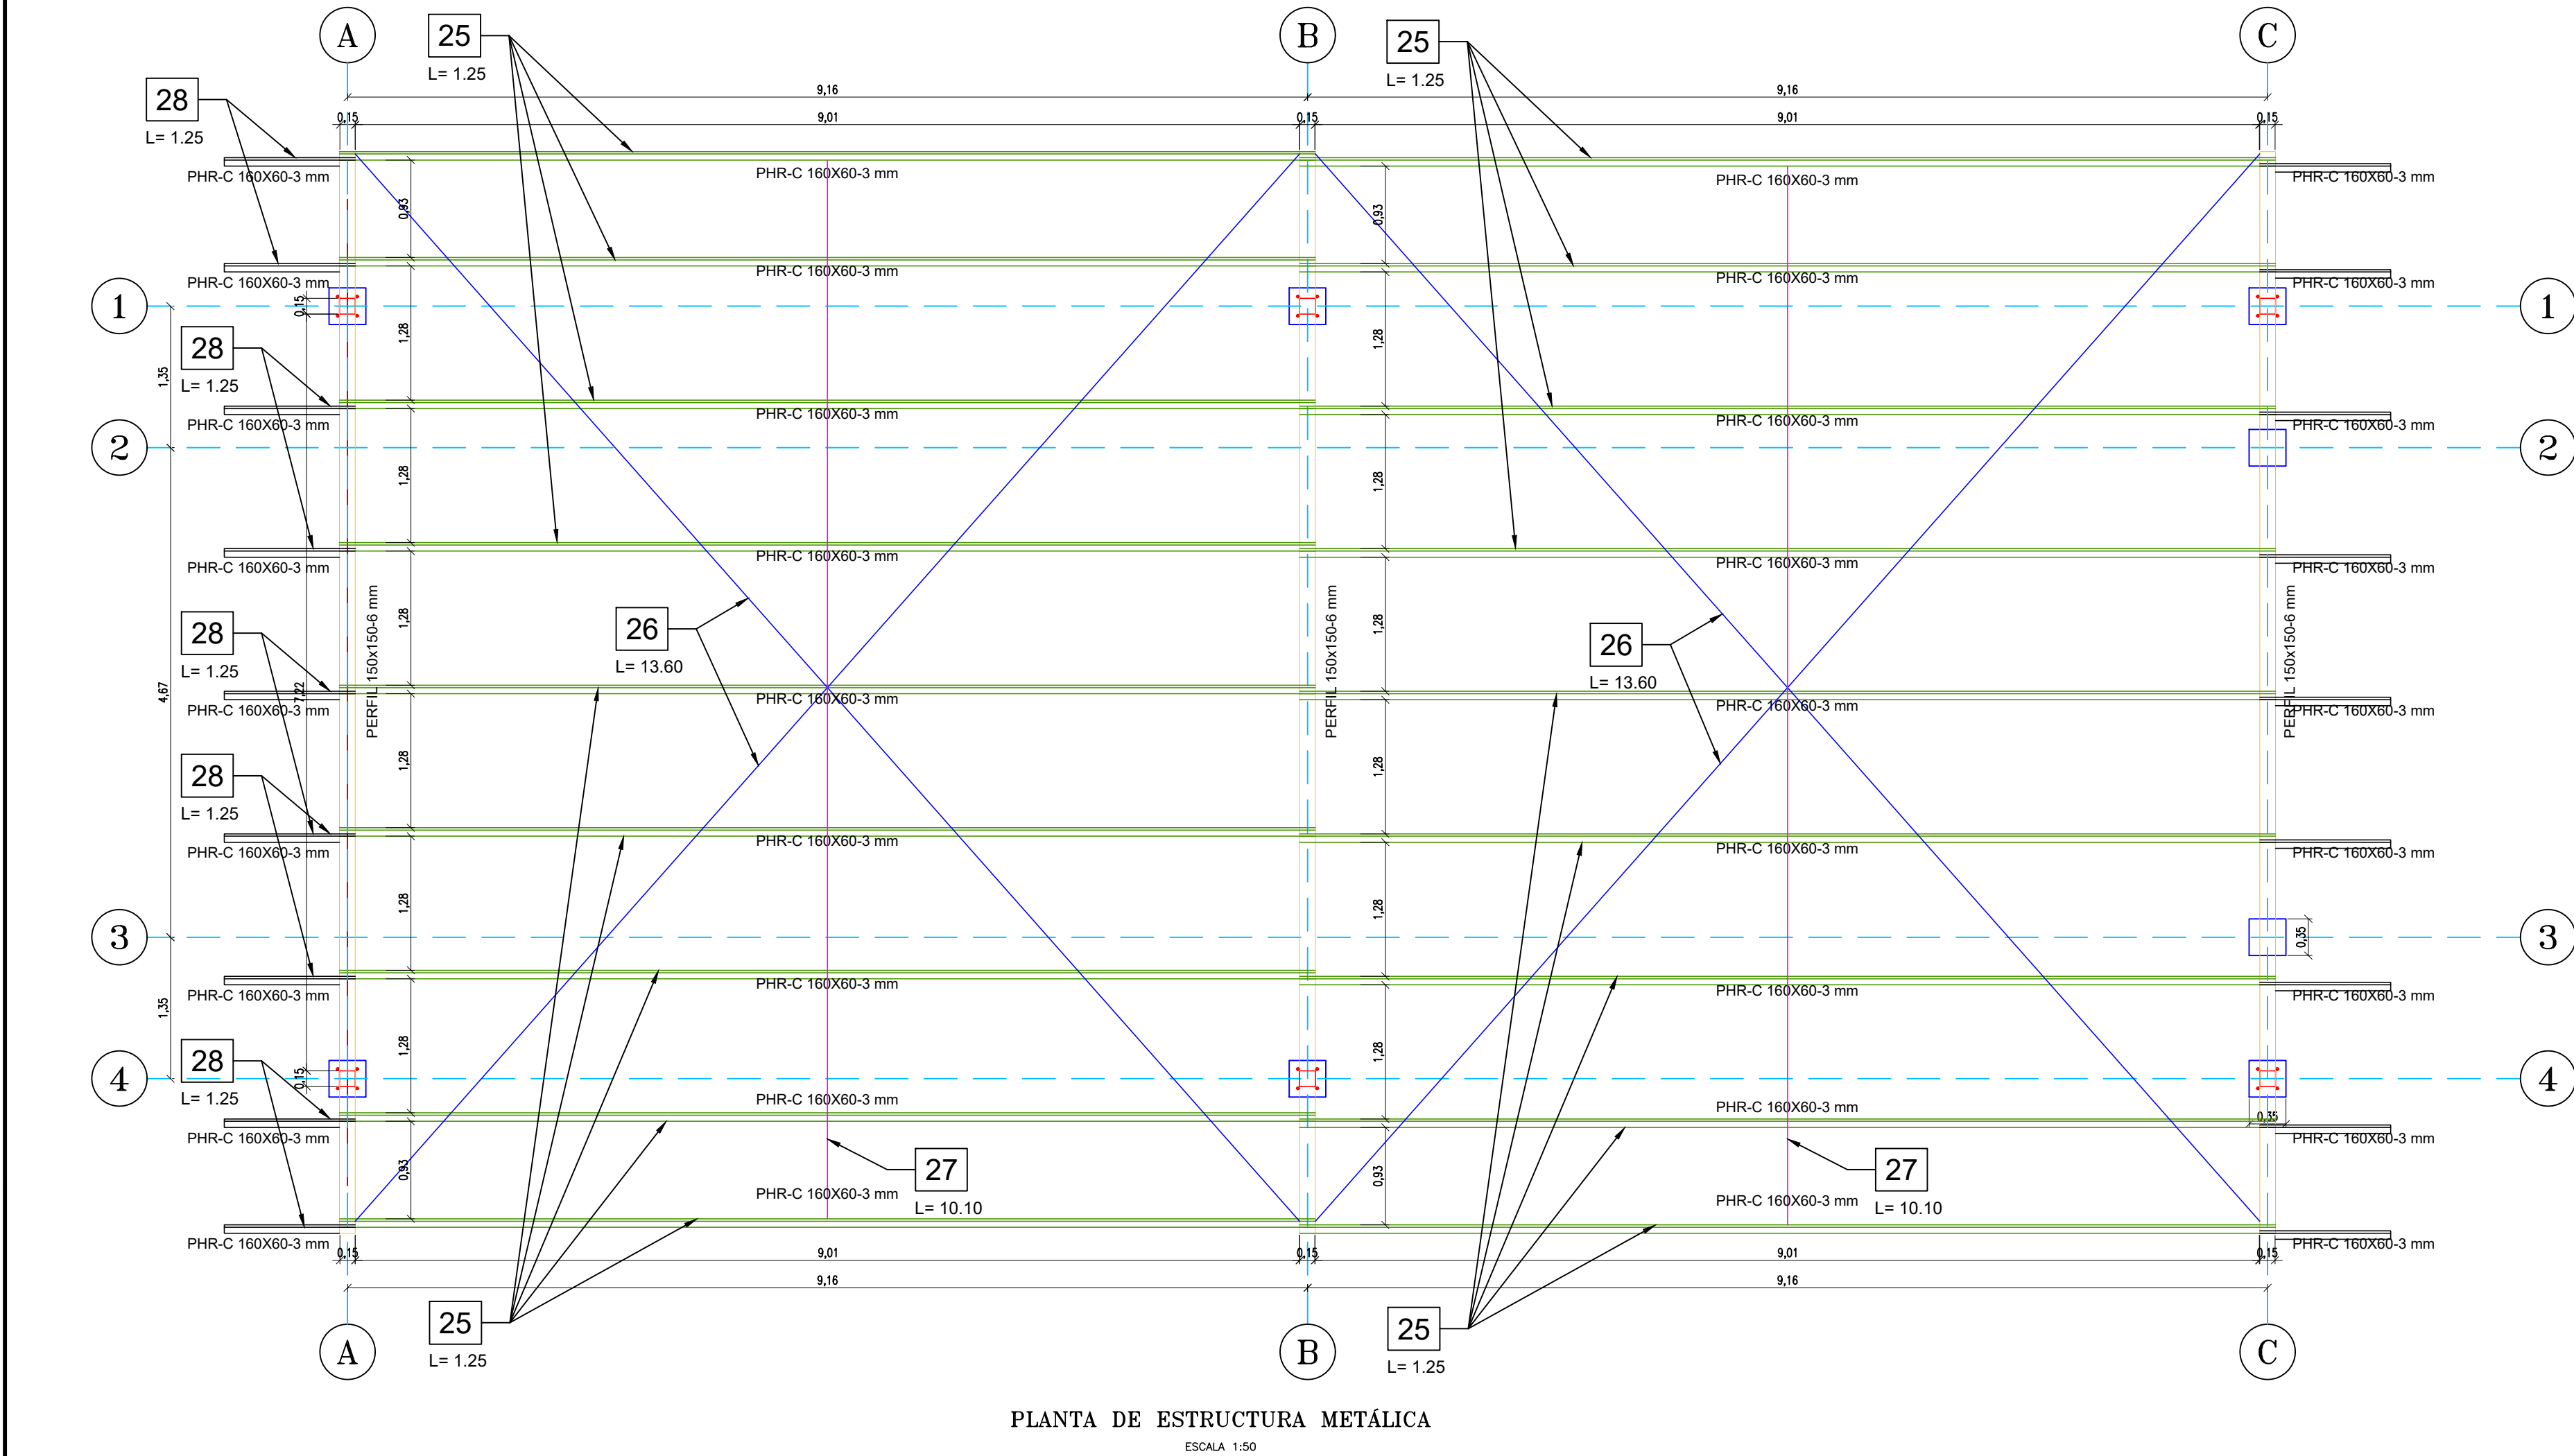 A
B
C
25
L= 1.25
25
L= 1.25
28
L= 1.25
9,16
9,16
0,15
9,01
0,15
9,01
0,15
PHR-C 160X60-3 mm
PHR-C 160X60-3 mm
PHR-C 160X60-3 mm
PHR-C 160X60-3 mm
0,93
0,93
PHR-C 160X60-3 mm
PHR-C 160X60-3 mm
PHR-C 160X60-3 mm
PHR-C 160X60-3 mm
1
0,15
1
28
L= 1.25
1,35
1,28
1,28
PHR-C 160X60-3 mm
PHR-C 160X60-3 mm
PHR-C 160X60-3 mm
PHR-C 160X60-3 mm
2
2
1,28
1,28
PHR-C 160X60-3 mm
PHR-C 160X60-3 mm
PHR-C 160X60-3 mm
PHR-C 160X60-3 mm
28
L= 1.25
26
L= 13.60
26
L= 13.60
1,28
1,28
PERFIL 150x150-6 mm
PERFIL 150x150-6 mm
PERFIL 150x150-6 mm
4,67
7,22
PHR-C 160X60-3 mm
PHR-C 160X60-3 mm
PHR-C 160X60-3 mm
PHR-C 160X60-3 mm
28
L= 1.25
1,28
1,28
PHR-C 160X60-3 mm
PHR-C 160X60-3 mm
PHR-C 160X60-3 mm
PHR-C 160X60-3 mm
1,28
1,28
3
0,35
3
PHR-C 160X60-3 mm
PHR-C 160X60-3 mm
PHR-C 160X60-3 mm
PHR-C 160X60-3 mm
1,35
1,28
1,28
28
L= 1.25
4
0,15
4
PHR-C 160X60-3 mm
PHR-C 160X60-3 mm
0,35
PHR-C 160X60-3 mm
PHR-C 160X60-3 mm
0,93
0,93
27
L= 10.10
27
L= 10.10
PHR-C 160X60-3 mm
PHR-C 160X60-3 mm
PHR-C 160X60-3 mm
PHR-C 160X60-3 mm
0,15
9,01
0,15
9,01
0,15
9,16
9,16
25
L= 1.25
25
L= 1.25
A
B
C
PLANTA DE ESTRUCTURA METÁLICA
ESCALA 1:50